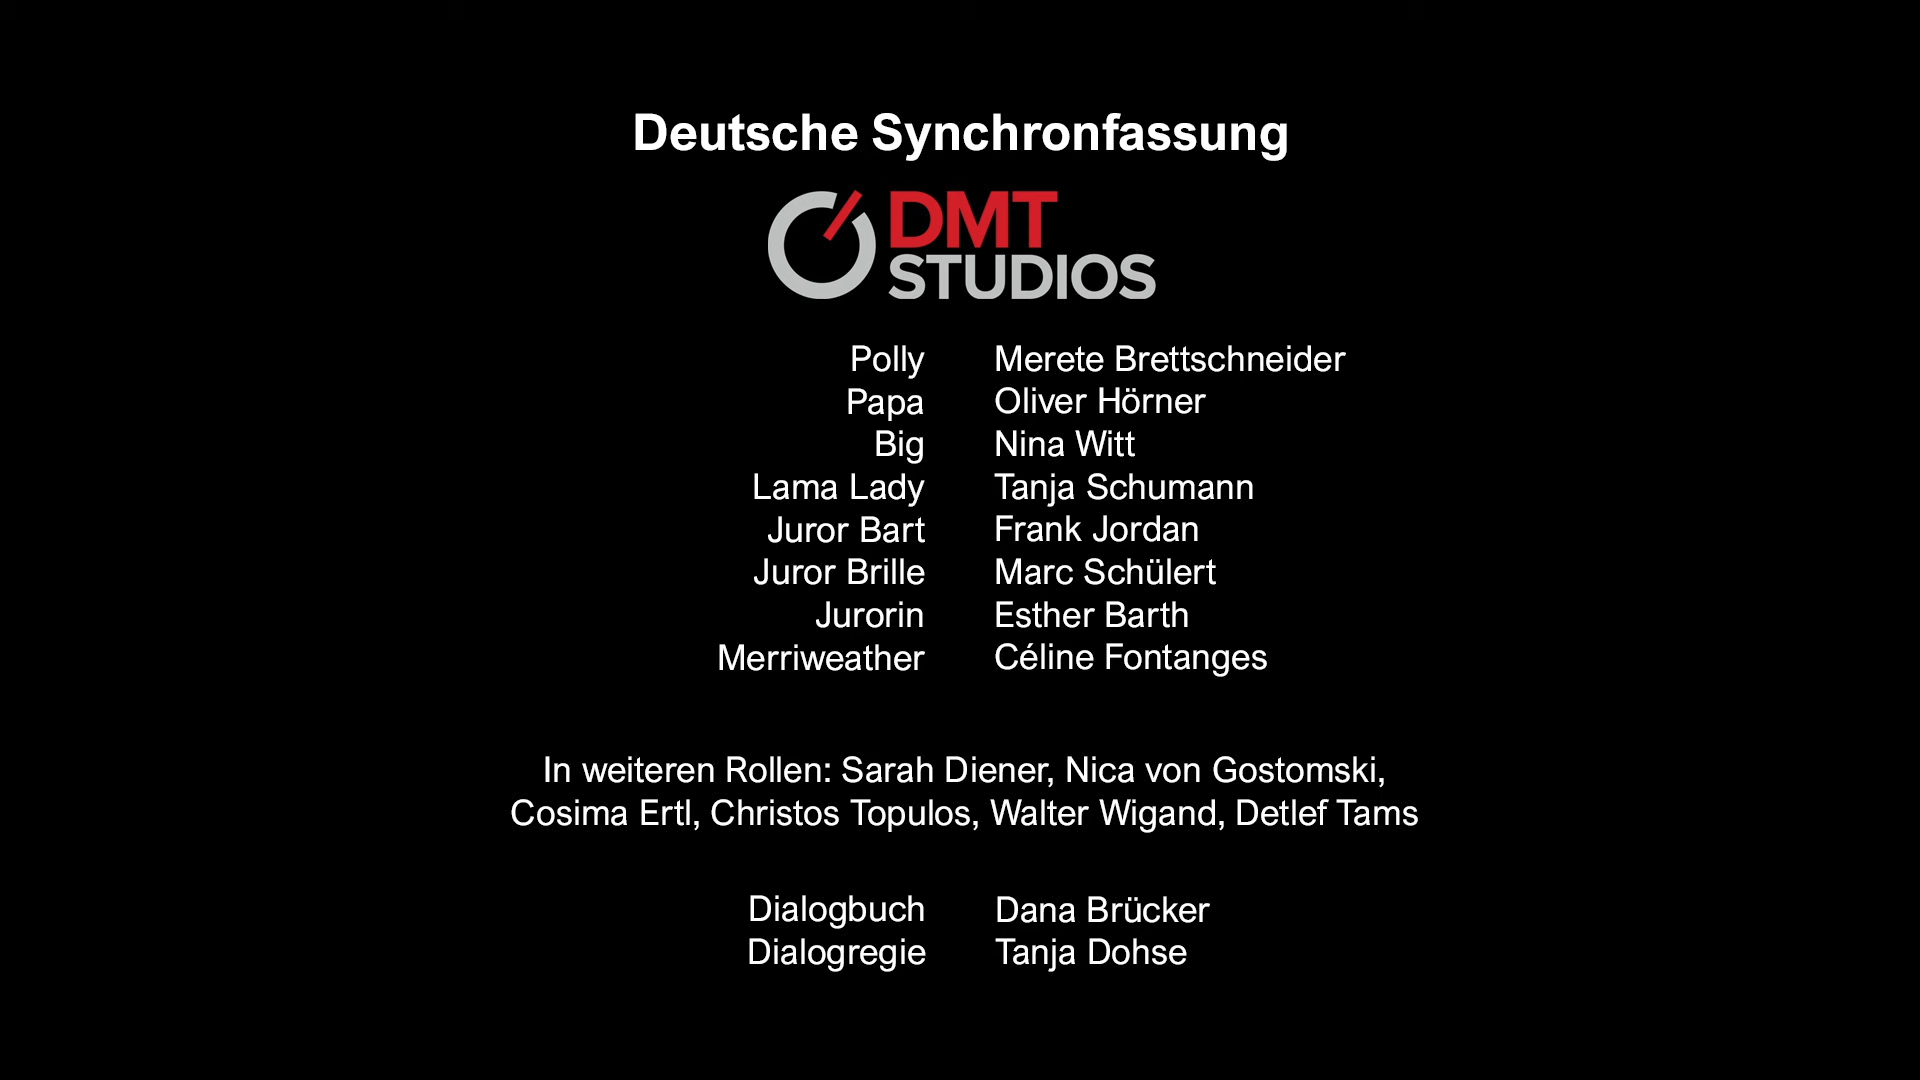 Deutsche Synchronfassung
DMT
STUDIOS
Polly Merete Brettschneider
Papa Oliver Hörner
Big Nina Witt
Lama Lady Tanja Schumann
Juror Bart Frank Jordan
Juror Brille Marc Schülert
Jurorin Esther Barth
Merriweather Céline Fontanges
In weiteren Rollen: Sarah Diener, Nica von Gostomski,
Cosima Ertl, Christos Topulos, Walter Wigand, Detlef Tams
Dialogbuch Dana Brücker
Dialogregie Tanja Dohse